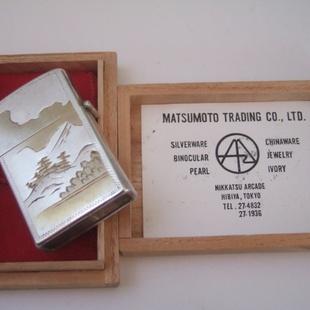 MATSUMOTO TRADING CO., LTD.
SILVERWARE CHINAWARE
BINOCULAR JEWELRY
PEARL IVORY
NIKKATSU ARCADE
HIBIYA, TOKYO
TEL. 27-4832
27-1936